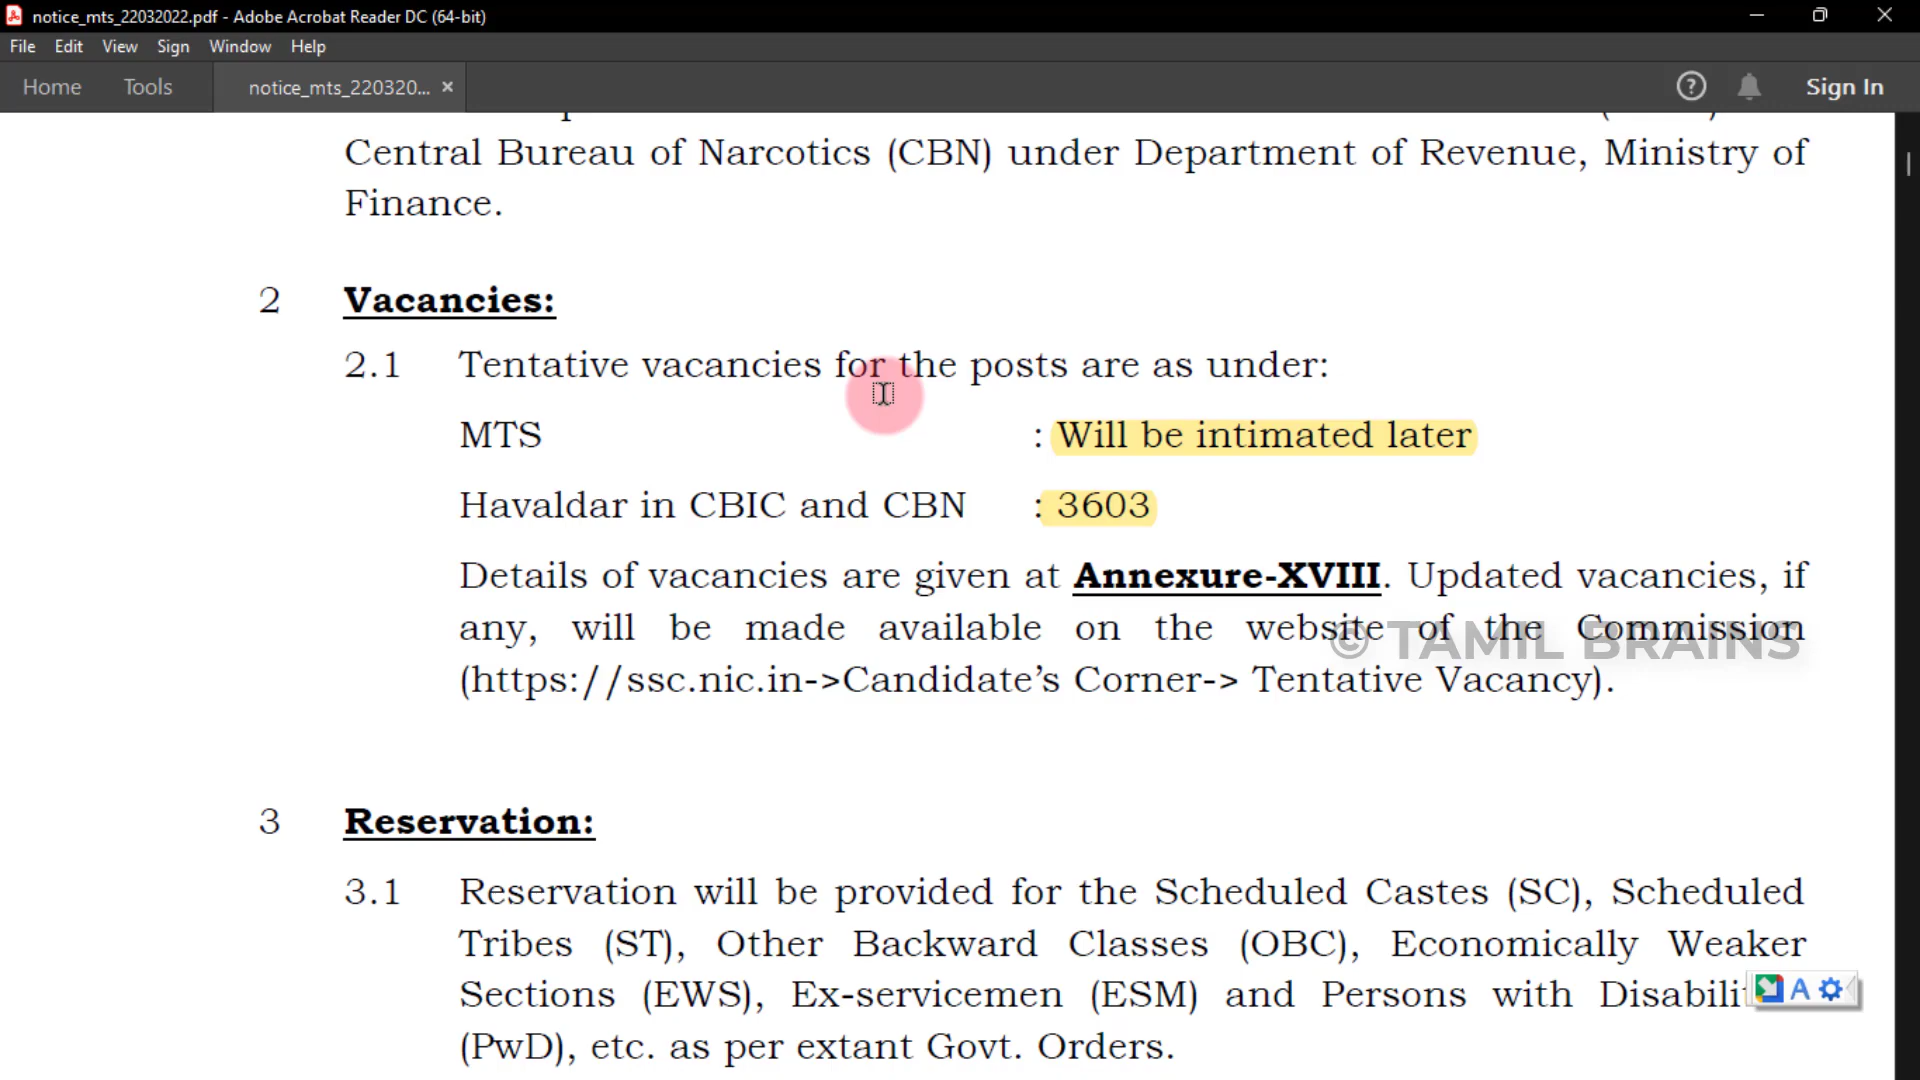 notice_mts_22032022.pdf - Adobe Acrobat Reader DC (64-bit)
File Edit View Sign Window Help
Home Tools notice_mts_220320... × Sign In
Central Bureau of Narcotics (CBN) under Department of Revenue, Ministry of
Finance.
2 Vacancies:
2.1 Tentative vacancies for the posts are as under:
MTS : Will be intimated later
Havaldar in CBIC and CBN : 3603
Details of vacancies are given at Annexure-XVIII. Updated vacancies, if
any, will be made available on the website of the Commission
© TAMIL BRAINS
(https://ssc.nic.in->Candidate’s Corner-> Tentative Vacancy).
3 Reservation:
3.1 Reservation will be provided for the Scheduled Castes (SC), Scheduled
Tribes (ST), Other Backward Classes (OBC), Economically Weaker
Sections (EWS), Ex-servicemen (ESM) and Persons with Disabilit
A
(PwD), etc. as per extant Govt. Orders.